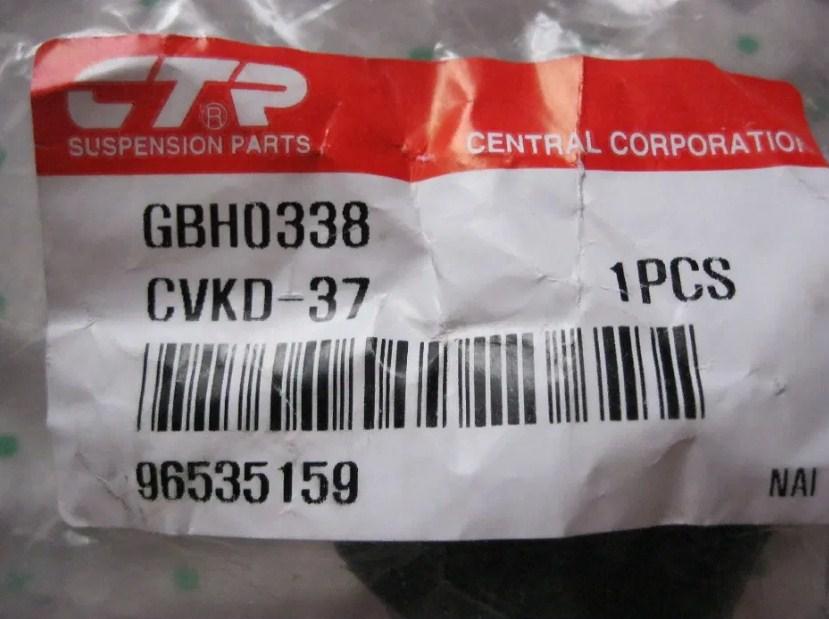 CTR®
SUSPENSION PARTS
CENTRAL CORPORATION
GBH0338
CVKD-37
1PCS
96535159
NAI